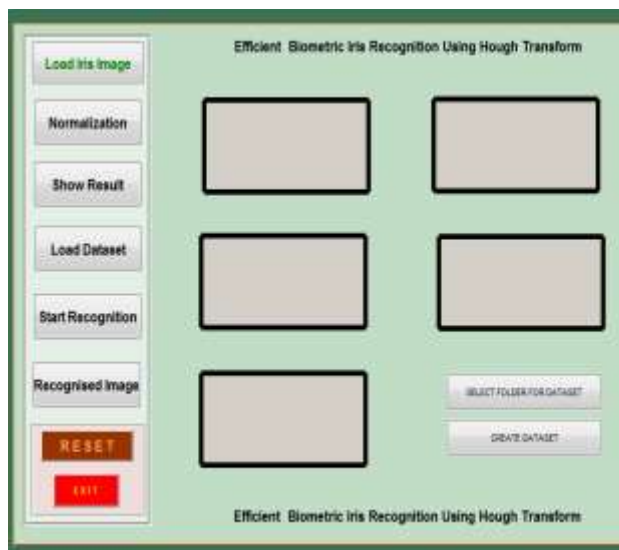 Efficient Biometric Iris Recognition Using Hough Transform
Load Iris Image
Normalization
Show Result
Load Dataset
Start Recognition
Recognised Image
RESET
EXIT
SELECT FOLDER FOR DATASET
CREATE DATASET
Efficient Biometric Iris Recognition Using Hough Transform